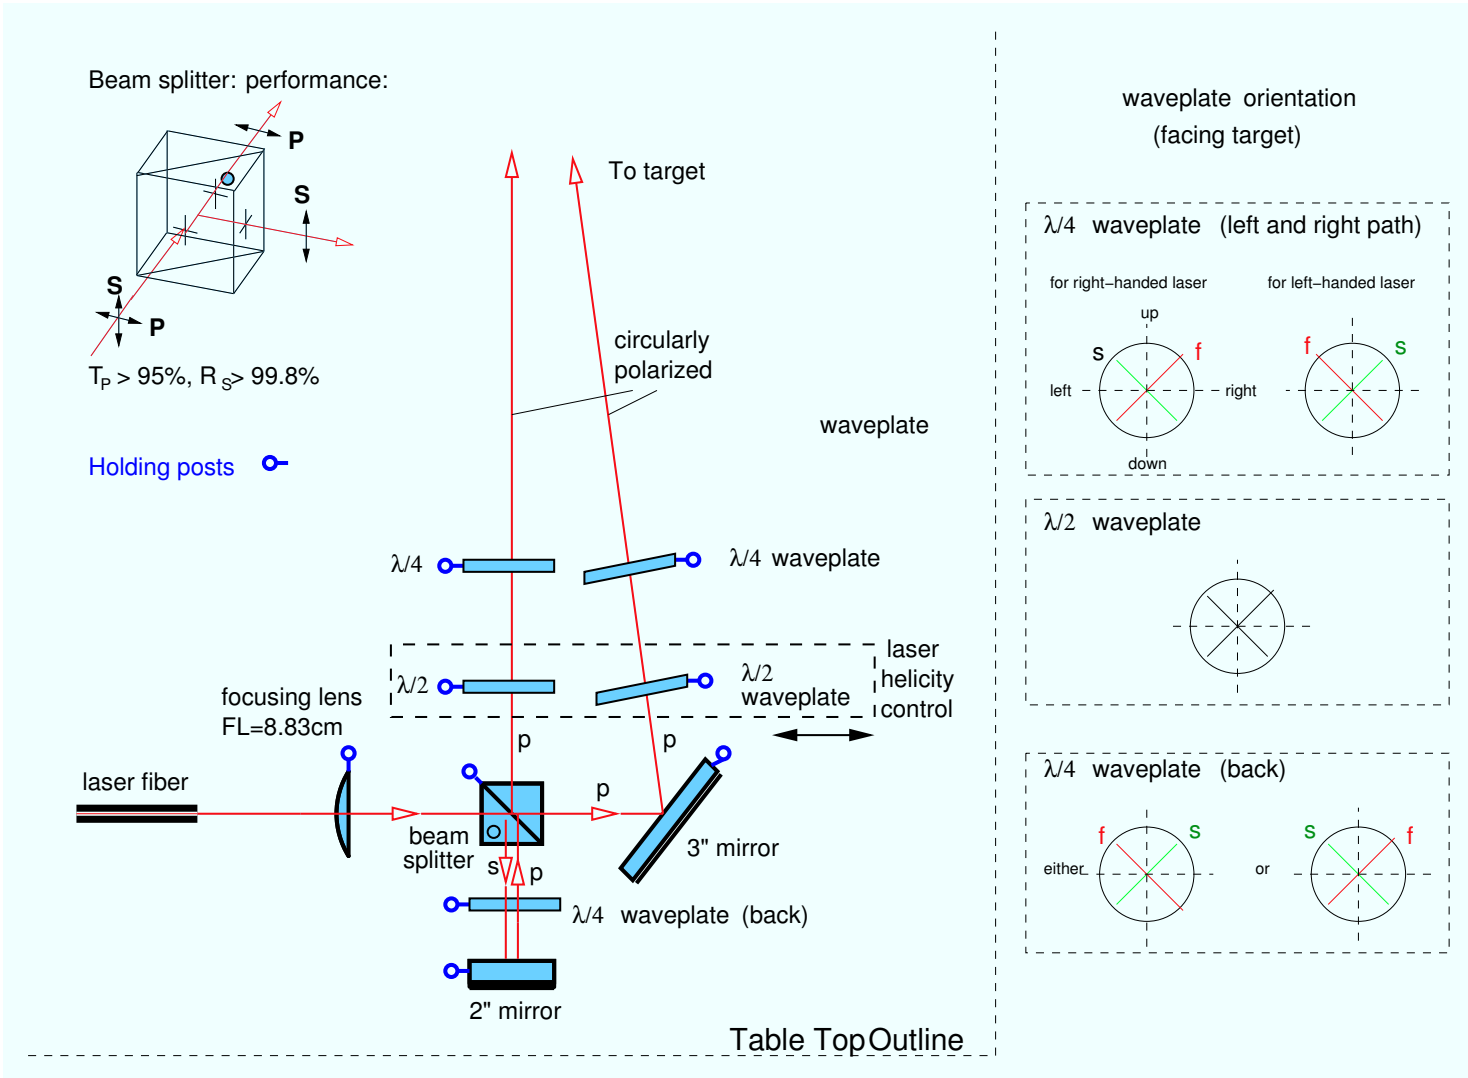 Beam splitter: performance:
P
S
S
P
T_P > 95%, R_S > 99.8%
Holding posts
To target
circularly
polarized
waveplate
λ/4
λ/4 waveplate
λ/2
λ/2
waveplate
laser
helicity
control
focusing lens
FL=8.83cm
laser fiber
p
p
p
beam
splitter
s
p
3" mirror
λ/4 waveplate (back)
2" mirror
Table Top Outline
waveplate orientation
(facing target)
λ/4 waveplate (left and right path)
for right-handed laser
for left-handed laser
up
s
f
f
s
left
right
down
λ/2 waveplate
λ/4 waveplate (back)
f
s
s
f
either
or